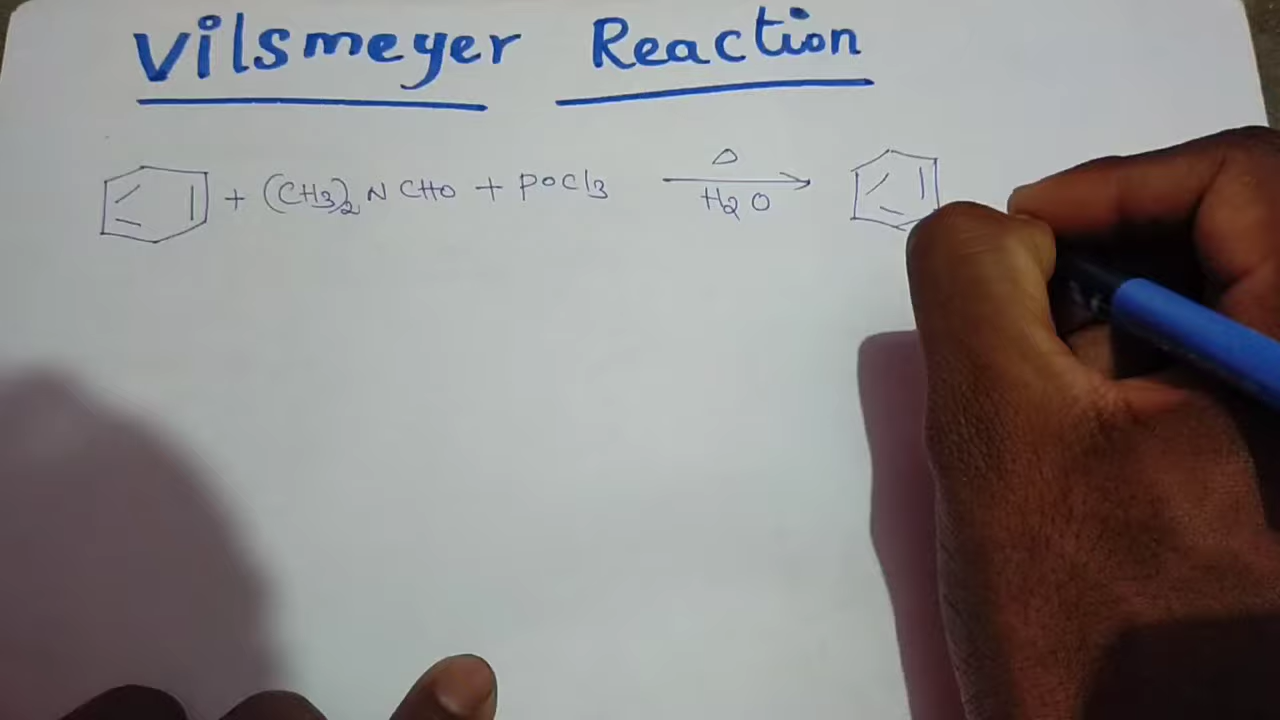 Vilsmeyer Reaction
+ (CH3)2 N CHO + POCl3 Δ
H2O